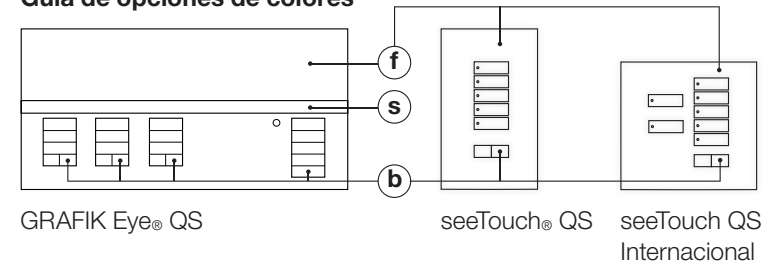 Guía de opciones de colores
f
s
b
GRAFIK Eye® QS
seeTouch® QS
seeTouch QS
Internacional